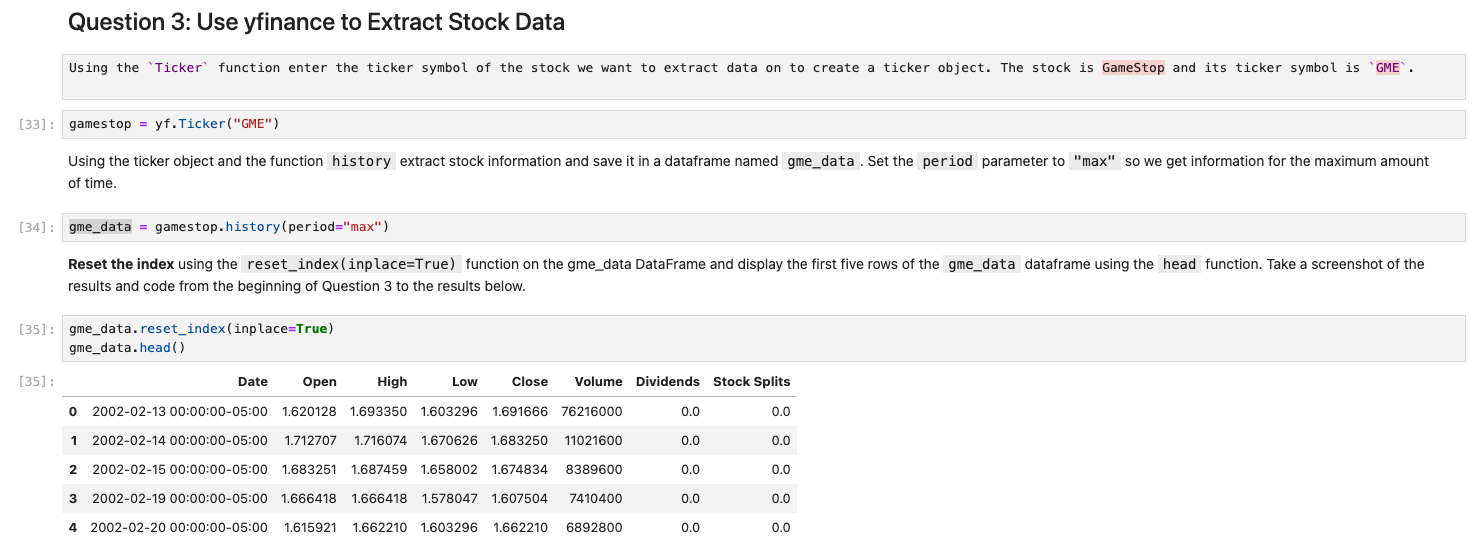 Question 3: Use yfinance to Extract Stock Data
Using the `Ticker` function enter the ticker symbol of the stock we want to extract data on to create a ticker object. The stock is GameStop and its ticker symbol is `GME`.
[33]: gamestop = yf.Ticker("GME")
Using the ticker object and the function history extract stock information and save it in a dataframe named gme_data . Set the period parameter to "max" so we get information for the maximum amount
of time.
[34]: gme_data = gamestop.history(period="max")
Reset the index using the reset_index(inplace=True) function on the gme_data DataFrame and display the first five rows of the gme_data dataframe using the head function. Take a screenshot of the
results and code from the beginning of Question 3 to the results below.
[35]: gme_data.reset_index(inplace=True)
gme_data.head()
[35]: Date Open High Low Close Volume Dividends Stock Splits
0 2002-02-13 00:00:00-05:00 1.620128 1.693350 1.603296 1.691666 76216000 0.0 0.0
1 2002-02-14 00:00:00-05:00 1.712707 1.716074 1.670626 1.683250 11021600 0.0 0.0
2 2002-02-15 00:00:00-05:00 1.683251 1.687459 1.658002 1.674834 8389600 0.0 0.0
3 2002-02-19 00:00:00-05:00 1.666418 1.666418 1.578047 1.607504 7410400 0.0 0.0
4 2002-02-20 00:00:00-05:00 1.615921 1.662210 1.603296 1.662210 6892800 0.0 0.0